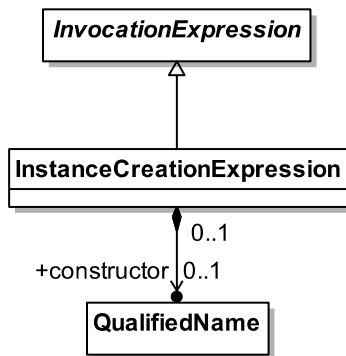 InvocationExpression
InstanceCreationExpression
0..1
+constructor 0..1
QualifiedName